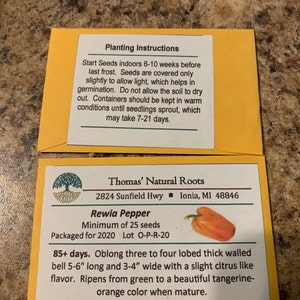 Planting Instructions
Start Seeds indoors 6-10 weeks before
last frost. Seeds are covered only
slightly to allow light, which helps in
germination. Do not allow the soil to dry
out. Containers should be kept in warm
conditions until seedlings sprout, which
may take 7-21 days.
Thomas' Natural Roots
2824 Sunfield Hwy ■ Ionia, MI 48846
Rewia Pepper
Minimum of 25 seeds
Packaged for 2020 Lot O-P-R-20
85+ days. Oblong three to four lobed thick walled
bell 5-6" long and 3-4" wide with a slight citrus like
flavor. Ripens from green to a beautiful tangerine-
orange color when mature.